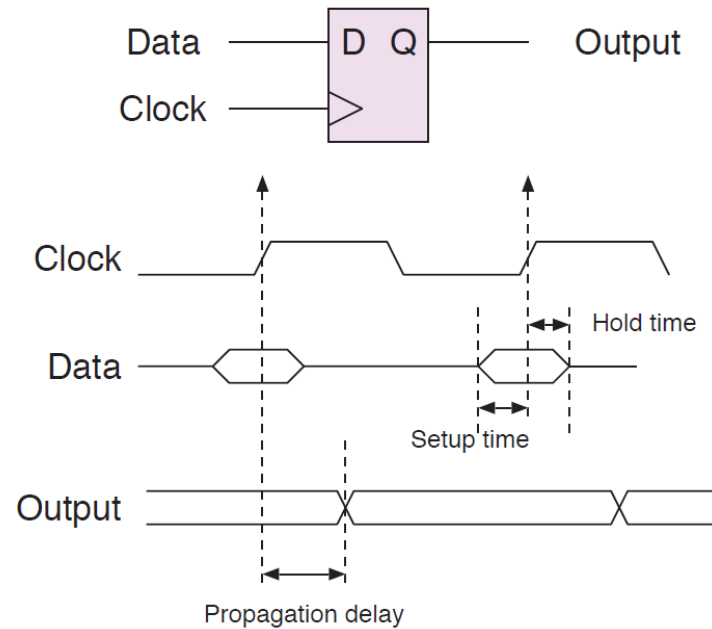 Data D Q Output
Clock
Clock
Hold time
Data
Setup time
Output
Propagation delay